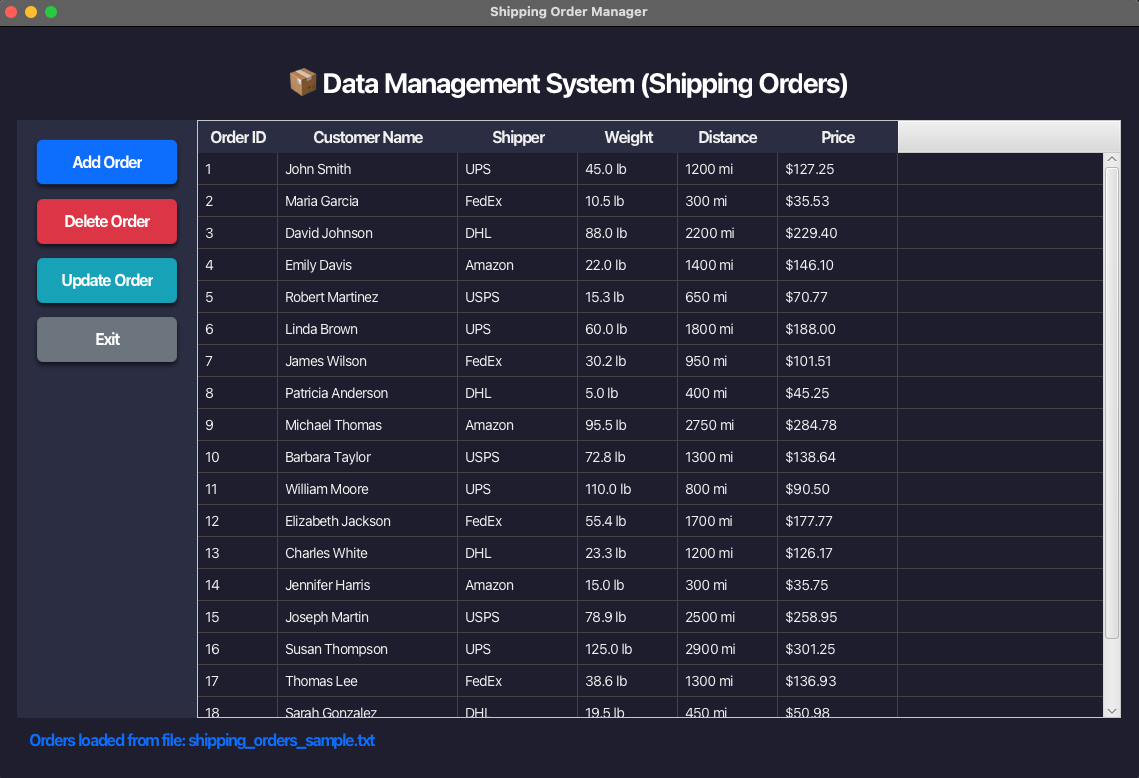 Shipping Order Manager
📦 Data Management System (Shipping Orders)
Add Order
Delete Order
Update Order
Exit
Order ID Customer Name Shipper Weight Distance Price
1 John Smith UPS 45.0 lb 1200 mi $127.25
2 Maria Garcia FedEx 10.5 lb 300 mi $35.53
3 David Johnson DHL 88.0 lb 2200 mi $229.40
4 Emily Davis Amazon 22.0 lb 1400 mi $146.10
5 Robert Martinez USPS 15.3 lb 650 mi $70.77
6 Linda Brown UPS 60.0 lb 1800 mi $188.00
7 James Wilson FedEx 30.2 lb 950 mi $101.51
8 Patricia Anderson DHL 5.0 lb 400 mi $45.25
9 Michael Thomas Amazon 95.5 lb 2750 mi $284.78
10 Barbara Taylor USPS 72.8 lb 1300 mi $138.64
11 William Moore UPS 110.0 lb 800 mi $90.50
12 Elizabeth Jackson FedEx 55.4 lb 1700 mi $177.77
13 Charles White DHL 23.3 lb 1200 mi $126.17
14 Jennifer Harris Amazon 15.0 lb 300 mi $35.75
15 Joseph Martin USPS 78.9 lb 2500 mi $258.95
16 Susan Thompson UPS 125.0 lb 2900 mi $301.25
17 Thomas Lee FedEx 38.6 lb 1300 mi $136.93
18 Sarah Gonzalez DHL 19.5 lb 450 mi $50.98
Orders loaded from file: shipping_orders_sample.txt